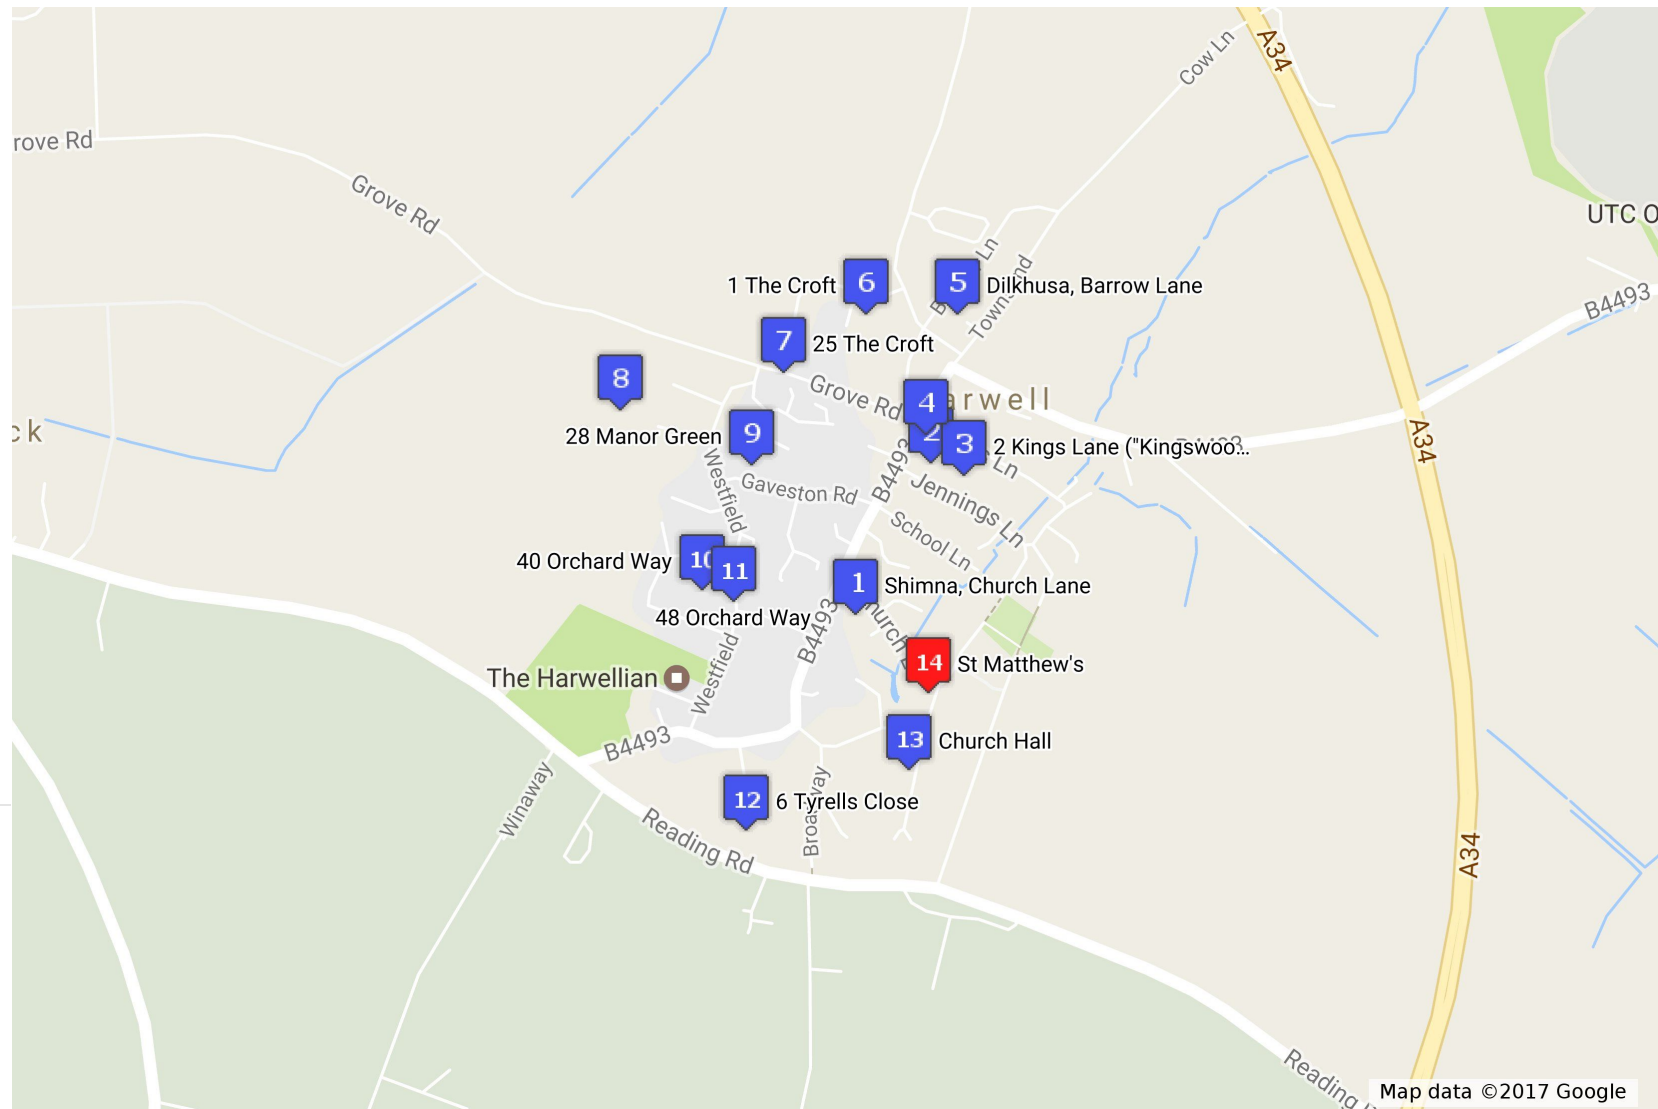 A34
Cow Ln
rove Rd
Grove Rd
UTC O
Ln
Townsend
1 The Croft
6
5
Dilkhusa, Barrow Lane
B4493
7
25 The Croft
8
Grove Rd
4
arwell
ck
28 Manor Green
9
2
3
2 Kings Lane ("Kingswoo...
B4493
A34
Ln
Westfield
Gaveston Rd
B4493
Jennings Ln
School Ln
40 Orchard Way
10
11
1
Shimna, Church Lane
48 Orchard Way
B4493
14
St Matthew's
The Harwellian
Westfield
B4493
13
Church Hall
Winaway
12
6 Tyrells Close
Broadway
Reading Rd
A34
Reading
Map data ©2017 Google